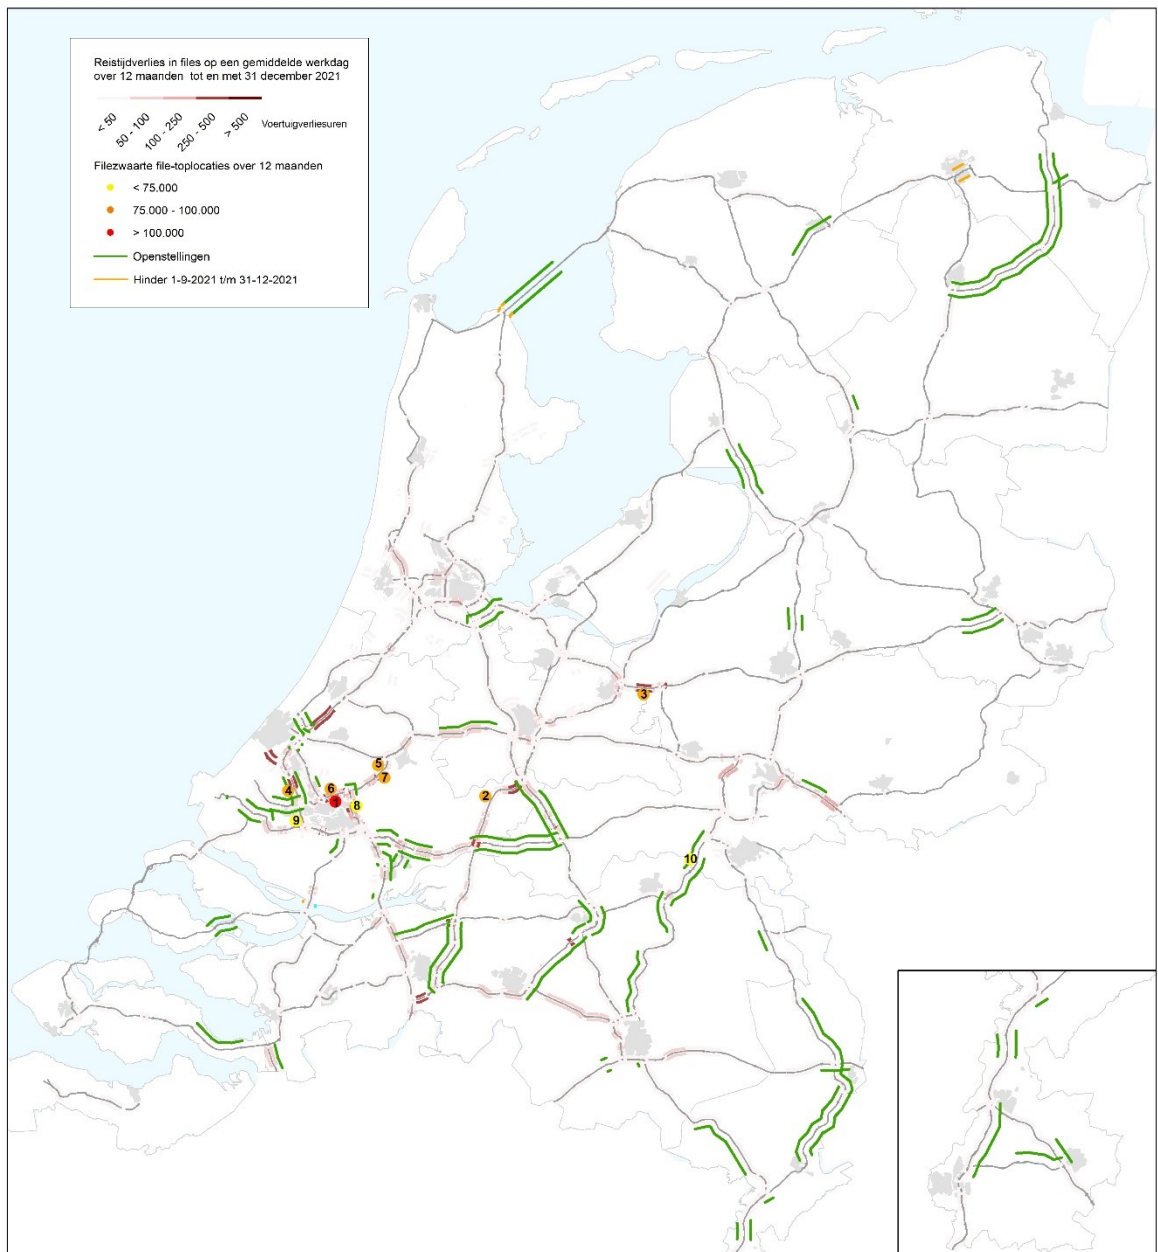 Reistijdverlies in files op een gemiddelde werkdag
over 12 maanden tot en met 31 december 2021
< 50
50 - 100
100 - 250
250 - 500
> 500
Voertuigverliesuren
Filezwaarte file-toplocaties over 12 maanden
< 75.000
75.000 - 100.000
> 100.000
Openstellingen
Hinder 1-9-2021 t/m 31-12-2021
3
5
7
4
6
2
1
8
9
10